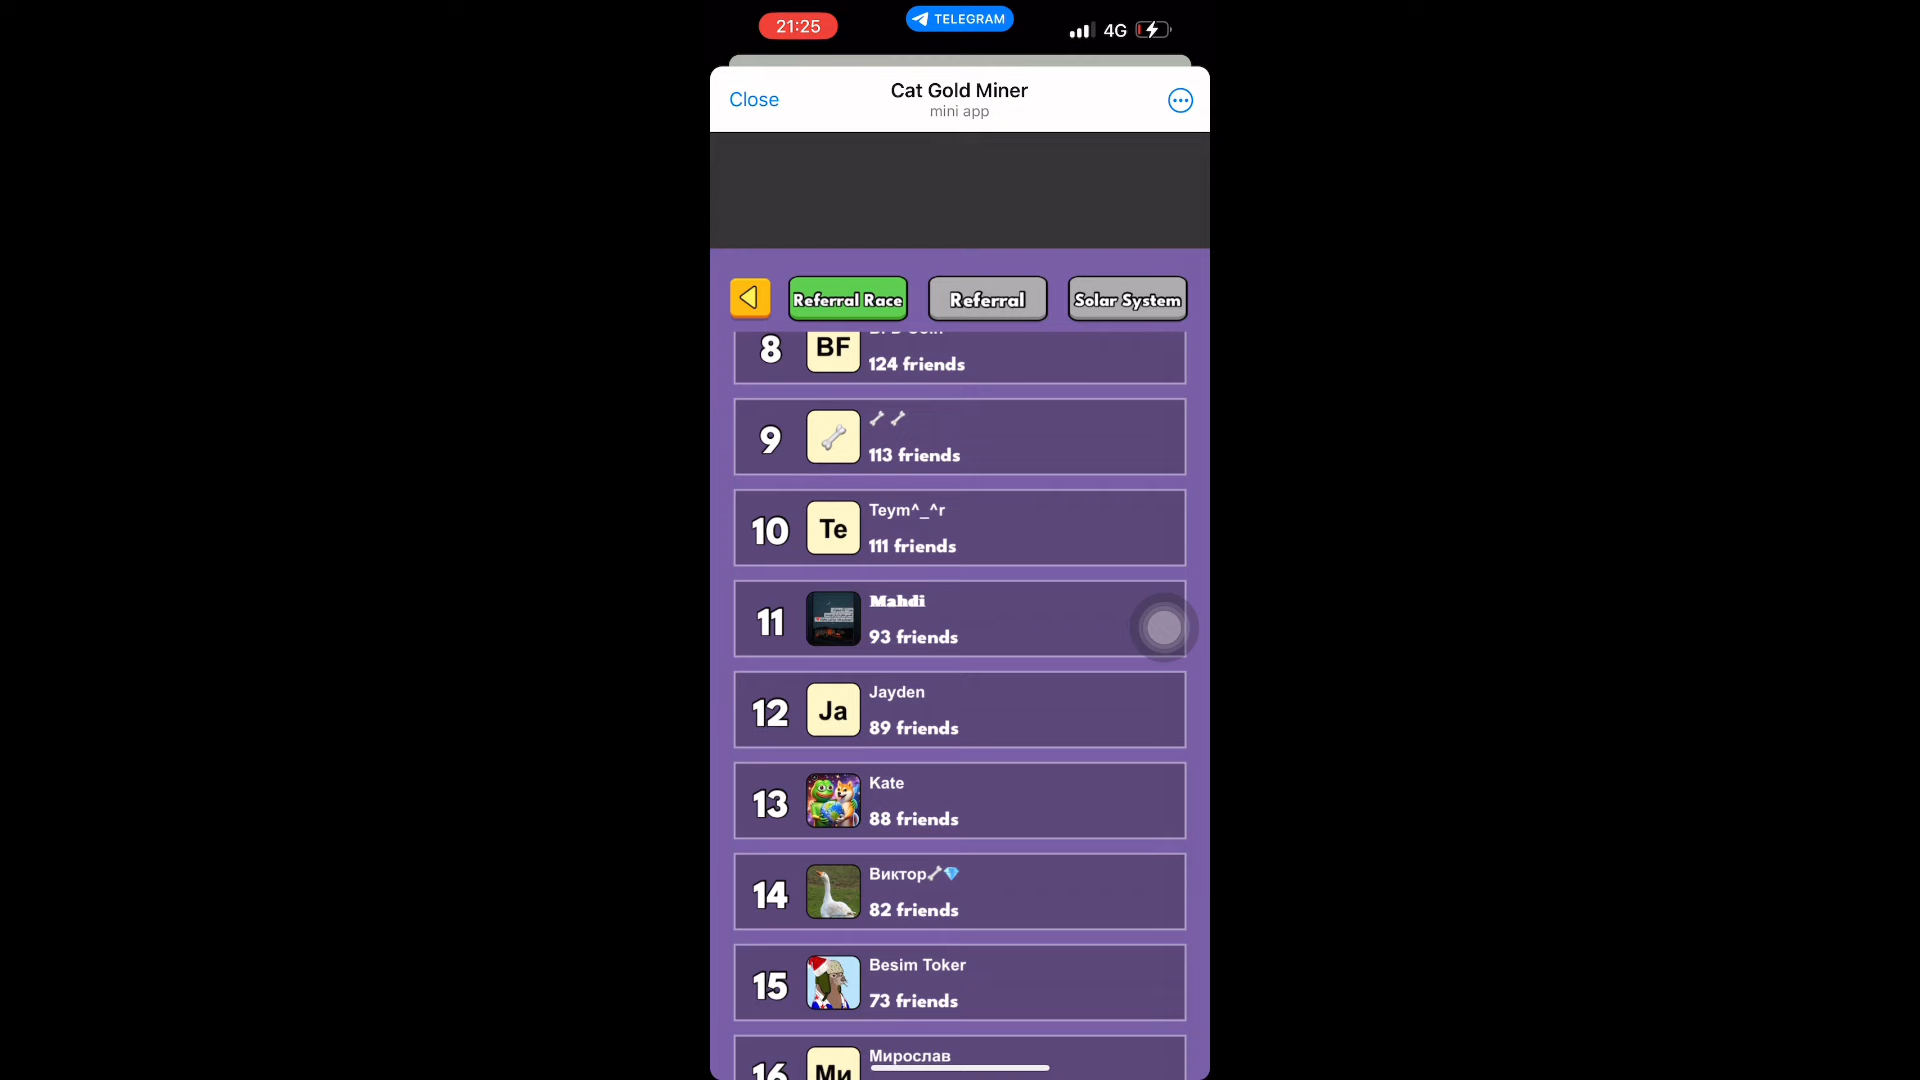 21:25
TELEGRAM
4G
Close
Cat Gold Miner
mini app
Referral Race
Referral
Solar System
8
BF
124 friends
9
🦴 🦴
113 friends
10
Te
Teym^_^r
111 friends
11
Mahdi
93 friends
12
Ja
Jayden
89 friends
13
Kate
88 friends
14
Виктор🦴💎
82 friends
15
Besim Toker
73 friends
16
Ми
Мирослав